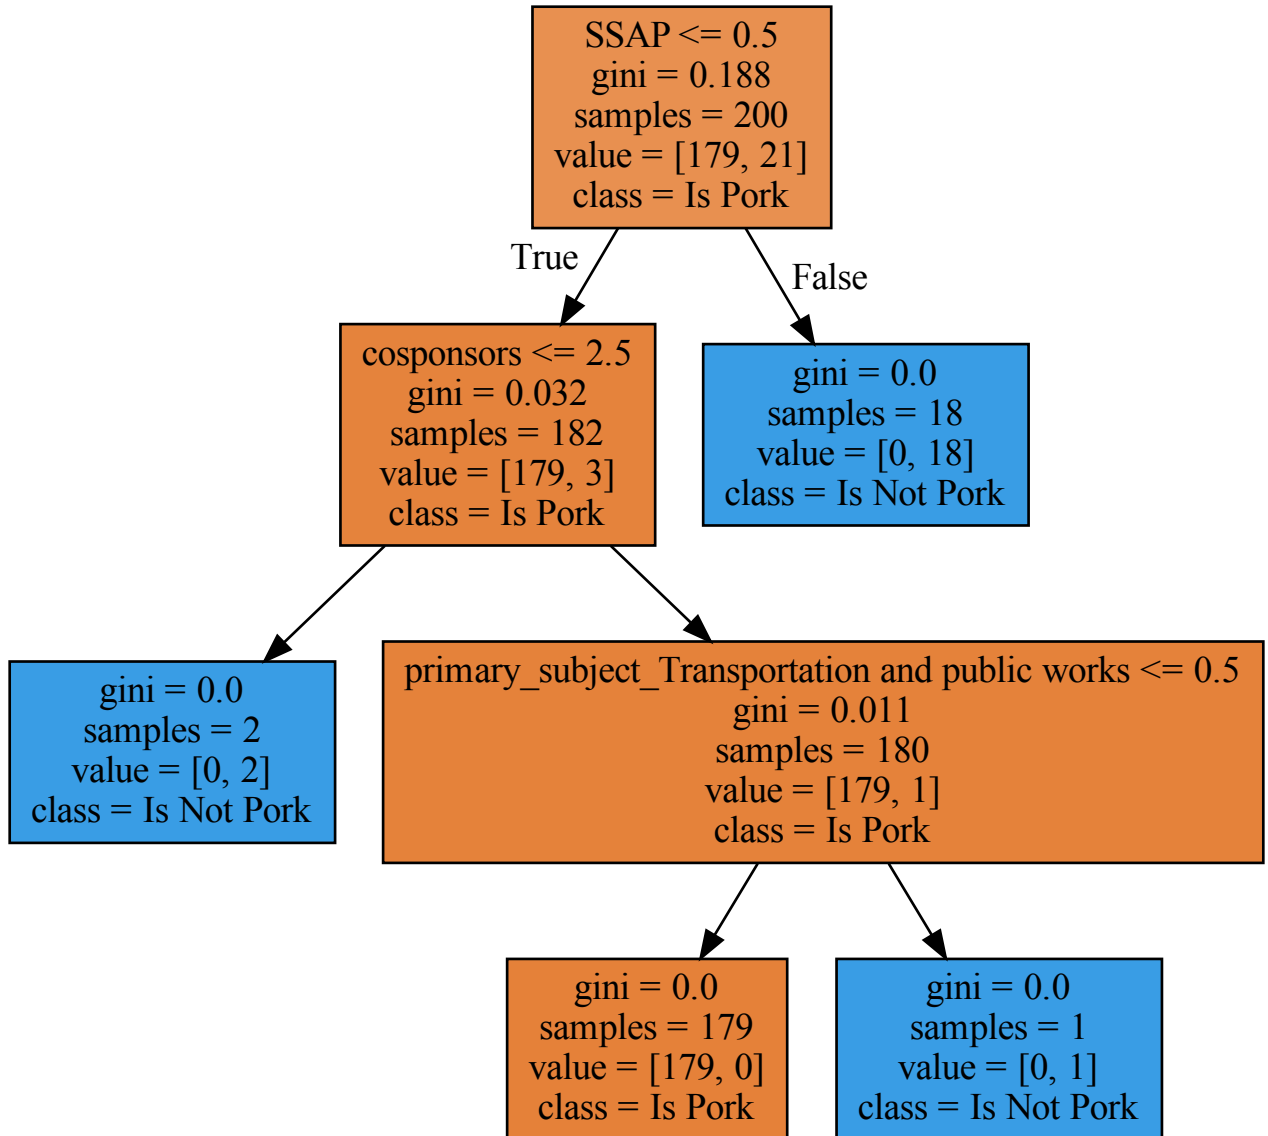 SSAP <= 0.5
gini = 0.188
samples = 200
value = [179, 21]
class = Is Pork
True
False
cosponsors <= 2.5
gini = 0.032
samples = 182
value = [179, 3]
class = Is Pork
gini = 0.0
samples = 18
value = [0, 18]
class = Is Not Pork
gini = 0.0
samples = 2
value = [0, 2]
class = Is Not Pork
primary_subject_Transportation and public works <= 0.5
gini = 0.011
samples = 180
value = [179, 1]
class = Is Pork
gini = 0.0
samples = 179
value = [179, 0]
class = Is Pork
gini = 0.0
samples = 1
value = [0, 1]
class = Is Not Pork